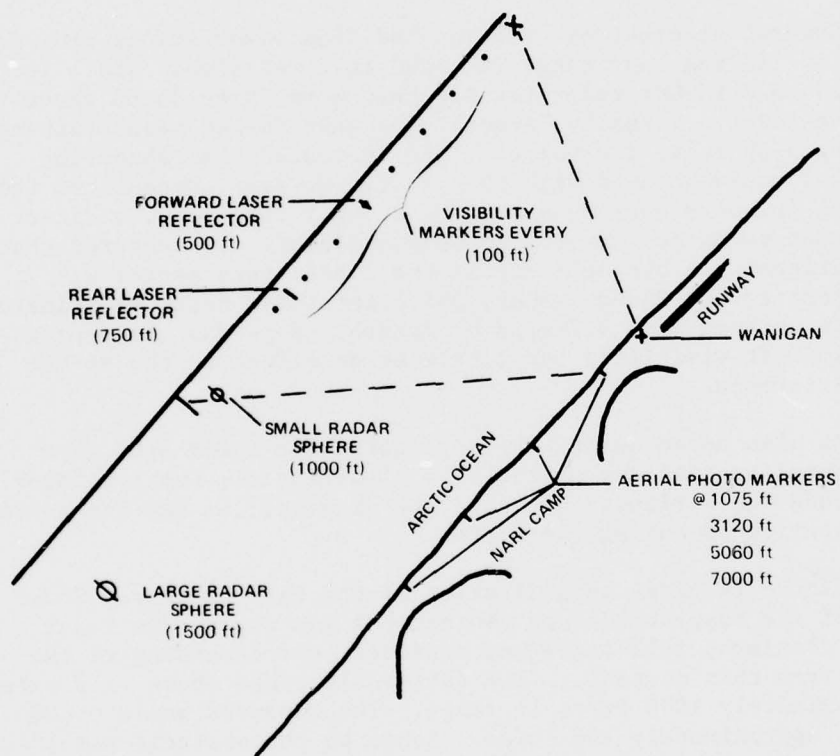 FORWARD LASER
REFLECTOR
(500 ft)
VISIBILITY
MARKERS EVERY
(100 ft)
REAR LASER
REFLECTOR
(750 ft)
RUNWAY
WANIGAN
SMALL RADAR
SPHERE
(1000 ft)
ARCTIC OCEAN
NARL CAMP
AERIAL PHOTO MARKERS
@ 1075 ft
3120 ft
5060 ft
7000 ft
LARGE RADAR
SPHERE
(1500 ft)